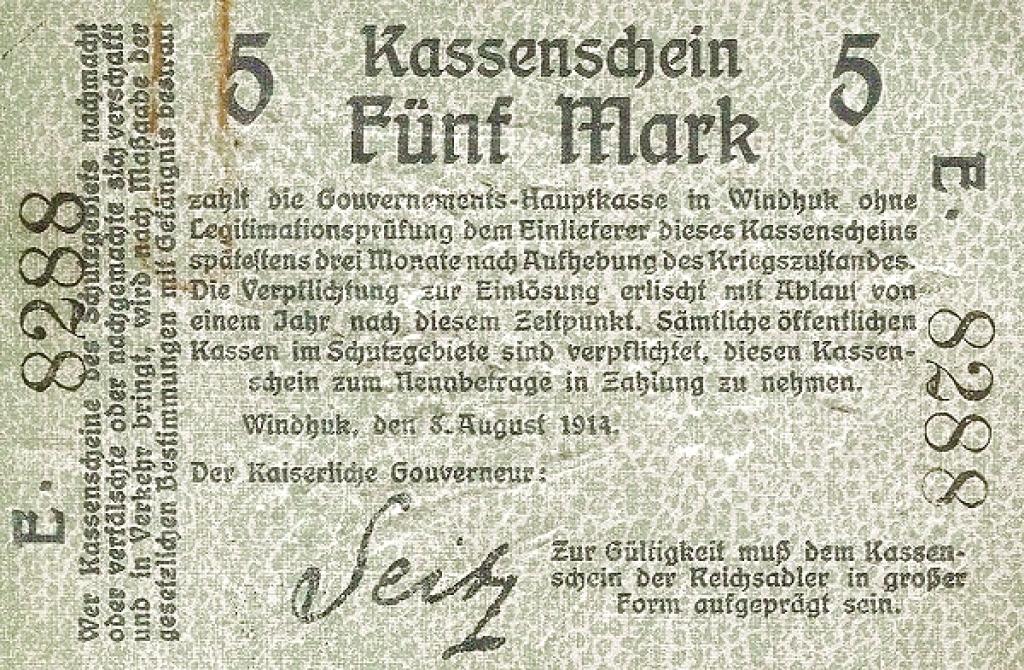 5
Kassenschein
5
Fünf Mark
zahlt die Gouvernements-Hauptkasse in Windhuk ohne
Legitimationsprüfung dem Einlieferer dieses Kassenscheins
spätestens drei Monate nach Aufhebung des Kriegszustandes.
Die Verpflichtung zur Einlösung erlischt mit Ablauf von
einem Jahr nach diesem Zeitpunkt. Sämtliche öffentlichen
Kassen im Schutzgebiete sind verpflichtet, diesen Kassen-
schein zum Nennbetrage in Zahlung zu nehmen.
Windhuk, den 8. August 1914.
Der Kaiserliche Gouverneur:
Seitz
Zur Gültigkeit muß dem Kassen-
schein der Reichsadler in großer
Form aufgeprägt sein.
E. 8288
Wer Kassenscheine des Schutzgebiets nachmacht
oder verfälscht oder nachgemachte sich verschafft
und in Verkehr bringt, wird nach Maßgabe der
gesetzlichen Bestimmungen mit Gefängnis bestraft
E. 8288